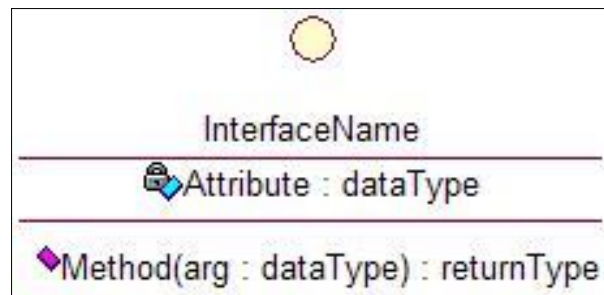 InterfaceName
Attribute : dataType
Method(arg : dataType) : returnType